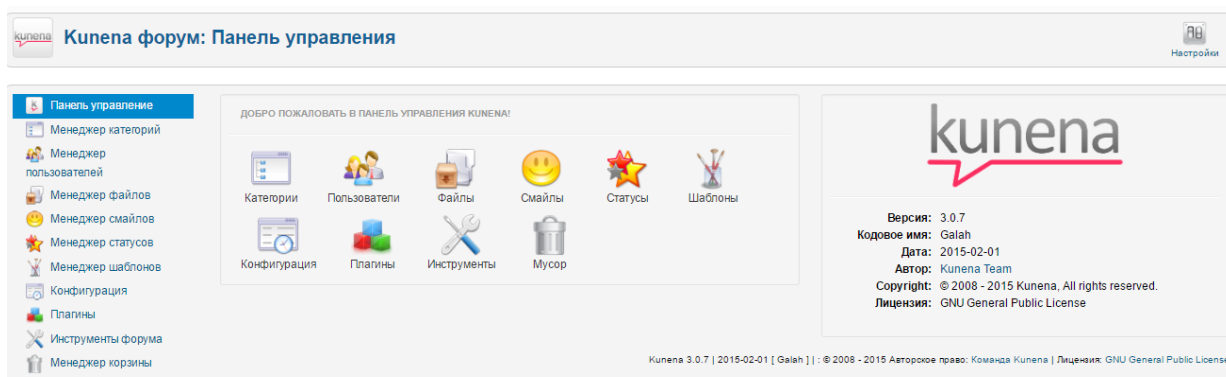 kunena
Kunena форум: Панель управления
Настройки
Панель управление
Менеджер категорий
Менеджер
пользователей
Менеджер файлов
Менеджер смайлов
Менеджер статусов
Менеджер шаблонов
Конфигурация
Плагины
Инструменты форума
Менеджер корзины
ДОБРО ПОЖАЛОВАТЬ В ПАНЕЛЬ УПРАВЛЕНИЯ KUNENA!
Категории Пользователи Файлы Смайлы Статусы Шаблоны
Конфигурация Плагины Инструменты Мусор
kunena
Версия: 3.0.7
Кодовое имя: Galah
Дата: 2015-02-01
Автор: Kunena Team
Copyright: © 2008 - 2015 Kunena, All rights reserved.
Лицензия: GNU General Public License
Kunena 3.0.7 | 2015-02-01 [ Galah ] | : © 2008 - 2015 Авторское право: Команда Kunena | Лицензия: GNU General Public License